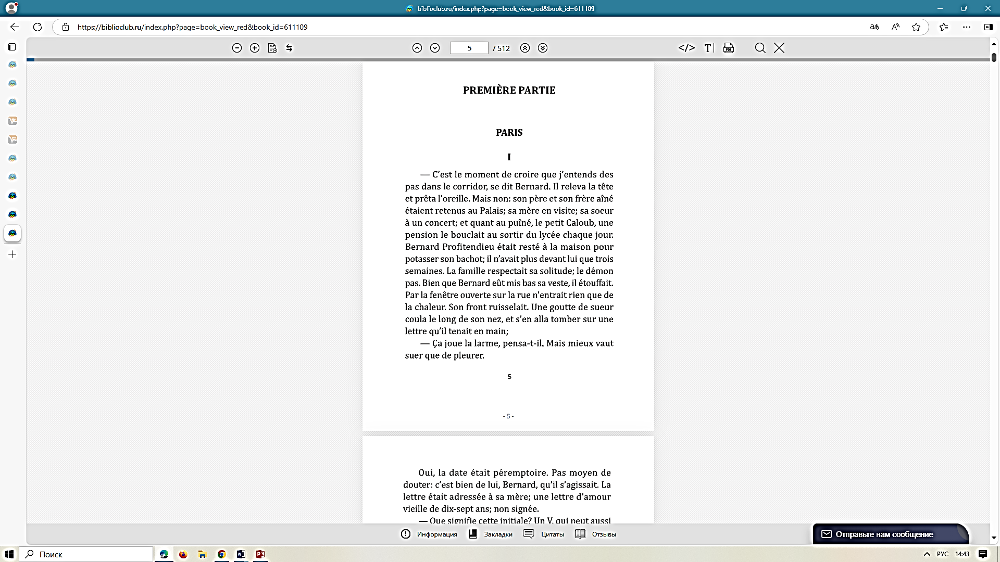 biblioclub.ru/index.php?page=book_view_red&book_id=611109
https://biblioclub.ru/index.php?page=book_view_red&book_id=611109
5 / 512
PREMIÈRE PARTIE
PARIS
I
— C’est le moment de croire que j’entends des
pas dans le corridor, se dit Bernard. Il releva la tête
et prêta l’oreille. Mais non: son père et son frère aîné
étaient retenus au Palais; sa mère en visite; sa soeur
à un concert; et quant au puîné, le petit Caloub, une
pension le bouclait au sortir du lycée chaque jour.
Bernard Profitendieu était resté à la maison pour
potasser son bachot; il n’avait plus devant lui que trois
semaines. La famille respectait sa solitude; le démon
pas. Bien que Bernard eût mis bas sa veste, il étouffait.
Par la fenêtre ouverte sur la rue n’entrait rien que de
la chaleur. Son front ruisselait. Une goutte de sueur
coula le long de son nez, et s’en alla tomber sur une
lettre qu’il tenait en main;
— Ça joue la larme, pensa-t-il. Mais mieux vaut
suer que de pleurer.
5
- 5 -
Oui, la date était péremptoire. Pas moyen de
douter: c’est bien de lui, Bernard, qu’il s’agissait. La
lettre était adressée à sa mère; une lettre d’amour
vieille de dix-sept ans; non signée.
— Que signifie cette initiale? Un V, qui peut aussi
Информация Закладки Цитаты Отзывы
Отправьте нам сообщение
Поиск
РУС 14:43